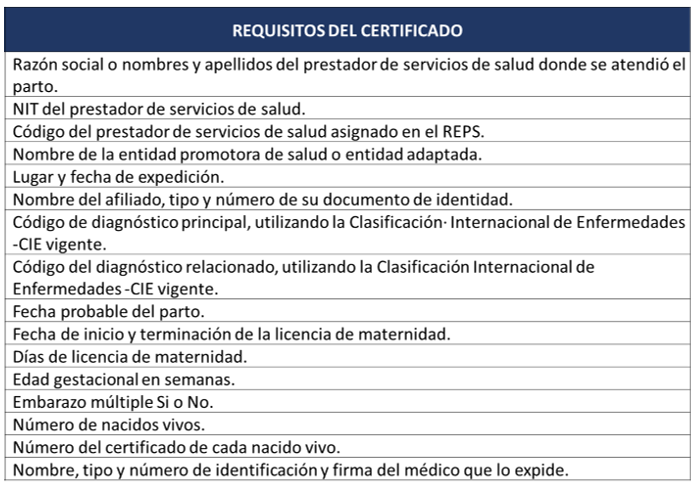 REQUISITOS DEL CERTIFICADO
Razón social o nombres y apellidos del prestador de servicios de salud donde se atendió el
parto.
NIT del prestador de servicios de salud.
Código del prestador de servicios de salud asignado en el REPS.
Nombre de la entidad promotora de salud o entidad adaptada.
Lugar y fecha de expedición.
Nombre del afiliado, tipo y número de su documento de identidad.
Código de diagnóstico principal, utilizando la Clasificación· Internacional de Enfermedades
-CIE vigente.
Código del diagnóstico relacionado, utilizando la Clasificación Internacional de
Enfermedades -CIE vigente.
Fecha probable del parto.
Fecha de inicio y terminación de la licencia de maternidad.
Días de licencia de maternidad.
Edad gestacional en semanas.
Embarazo múltiple Si o No.
Número de nacidos vivos.
Número del certificado de cada nacido vivo.
Nombre, tipo y número de identificación y firma del médico que lo expide.